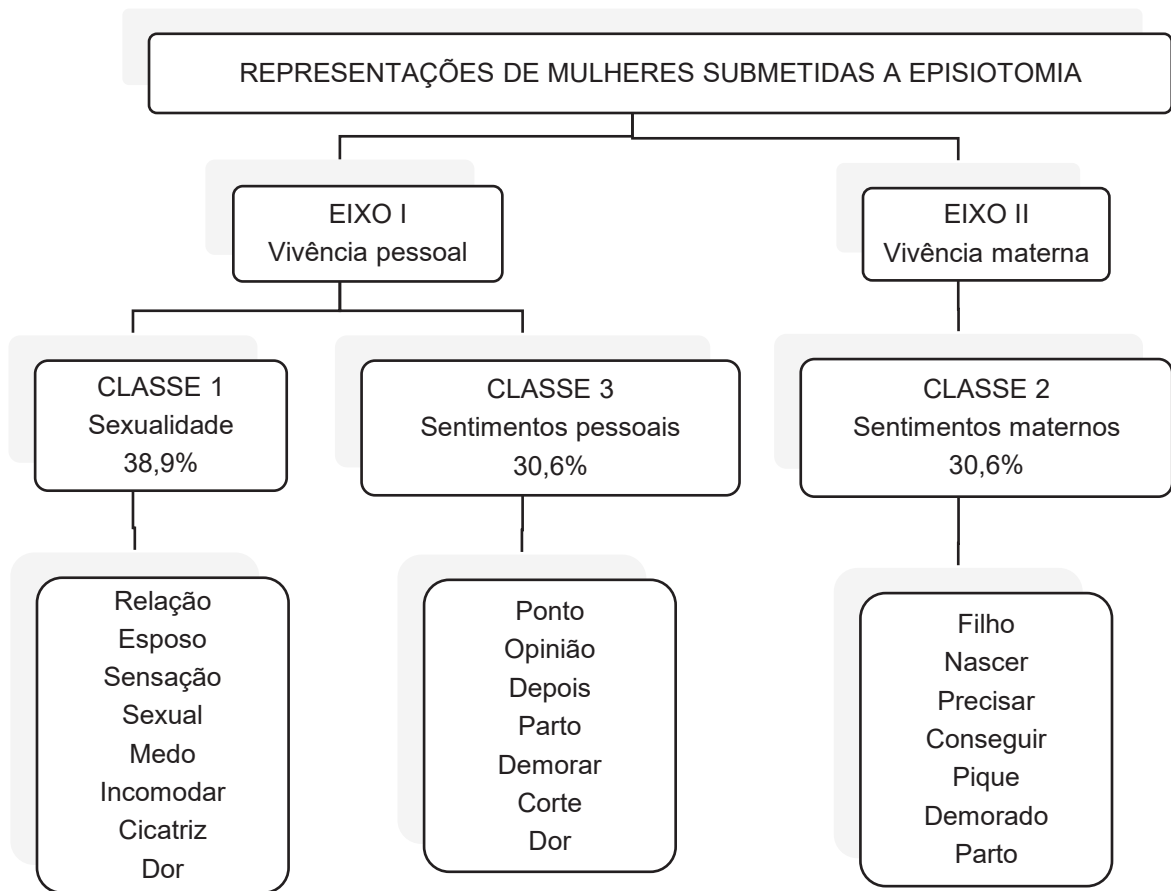 REPRESENTAÇÕES DE MULHERES SUBMETIDAS A EPISIOTOMIA
EIXO I
Vivência pessoal
EIXO II
Vivência materna
CLASSE 1
Sexualidade
38,9%
CLASSE 3
Sentimentos pessoais
30,6%
CLASSE 2
Sentimentos maternos
30,6%
Relação
Esposo
Sensação
Sexual
Medo
Incomodar
Cicatriz
Dor
Ponto
Opinião
Depois
Parto
Demorar
Corte
Dor
Filho
Nascer
Precisar
Conseguir
Pique
Demorado
Parto